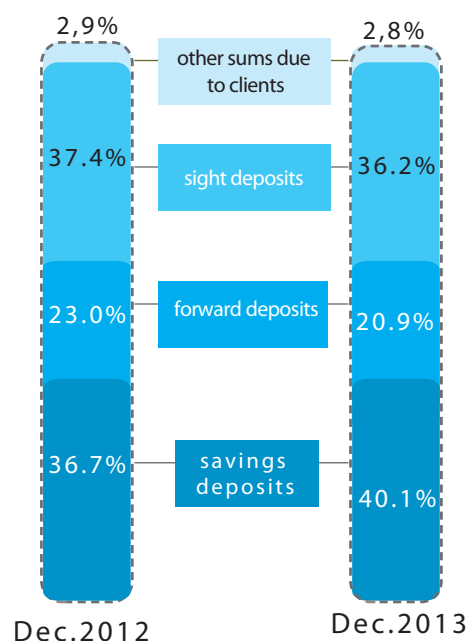 2,9%
2,8%
other sums due
to clients
37.4%
sight deposits
36.2%
23.0%
forward deposits
20.9%
36.7%
savings
deposits
40.1%
Dec.2012
Dec.2013